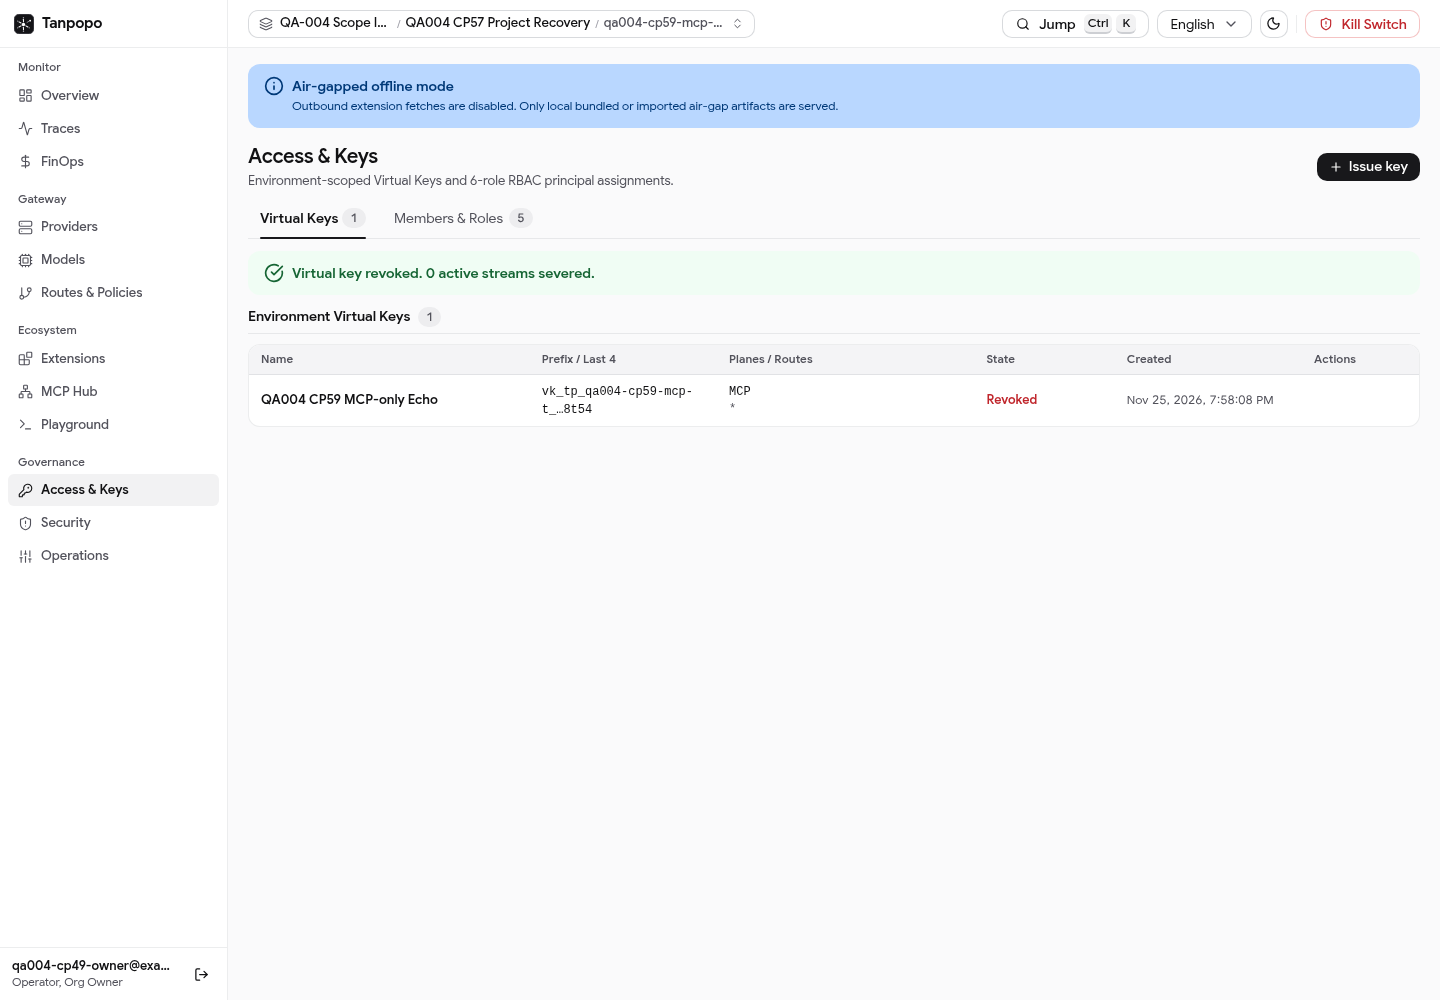 Tanpopo
QA-004 Scope I... / QA004 CP57 Project Recovery / qa004-cp59-mcp-...
Jump Ctrl K
English
Kill Switch
Monitor
Overview
Traces
FinOps
Gateway
Providers
Models
Routes & Policies
Ecosystem
Extensions
MCP Hub
Playground
Governance
Access & Keys
Security
Operations
qa004-cp49-owner@exa...
Operator, Org Owner
Air-gapped offline mode
Outbound extension fetches are disabled. Only local bundled or imported air-gap artifacts are served.
Access & Keys
Environment-scoped Virtual Keys and 6-role RBAC principal assignments.
Issue key
Virtual Keys 1 Members & Roles 5
Virtual key revoked. 0 active streams severed.
Environment Virtual Keys 1
Name Prefix / Last 4 Planes / Routes State Created Actions
QA004 CP59 MCP-only Echo vk_tp_qa004-cp59-mcp- MCP Revoked Nov 25, 2026, 7:58:08 PM
t_…8t54 *